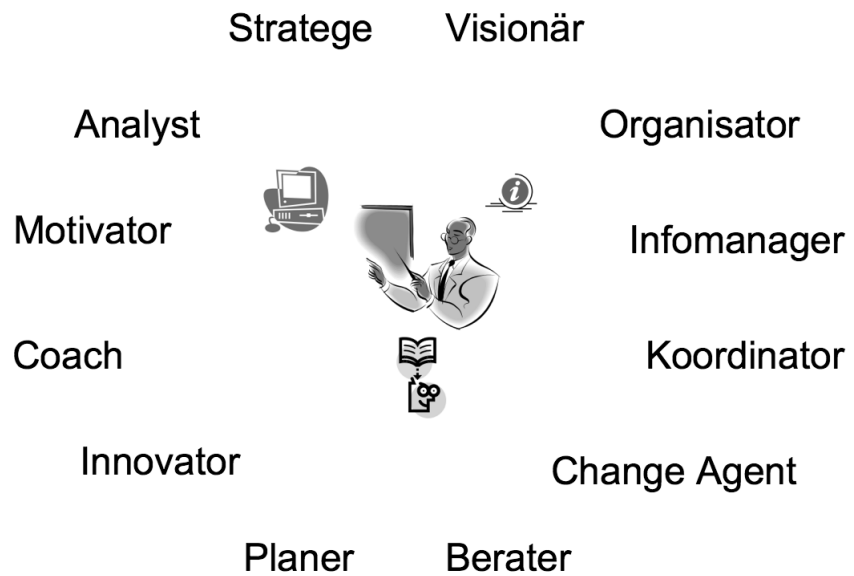 Stratege Visionär
Analyst Organisator
Motivator Infomanager
Coach Koordinator
Innovator Change Agent
Planer Berater